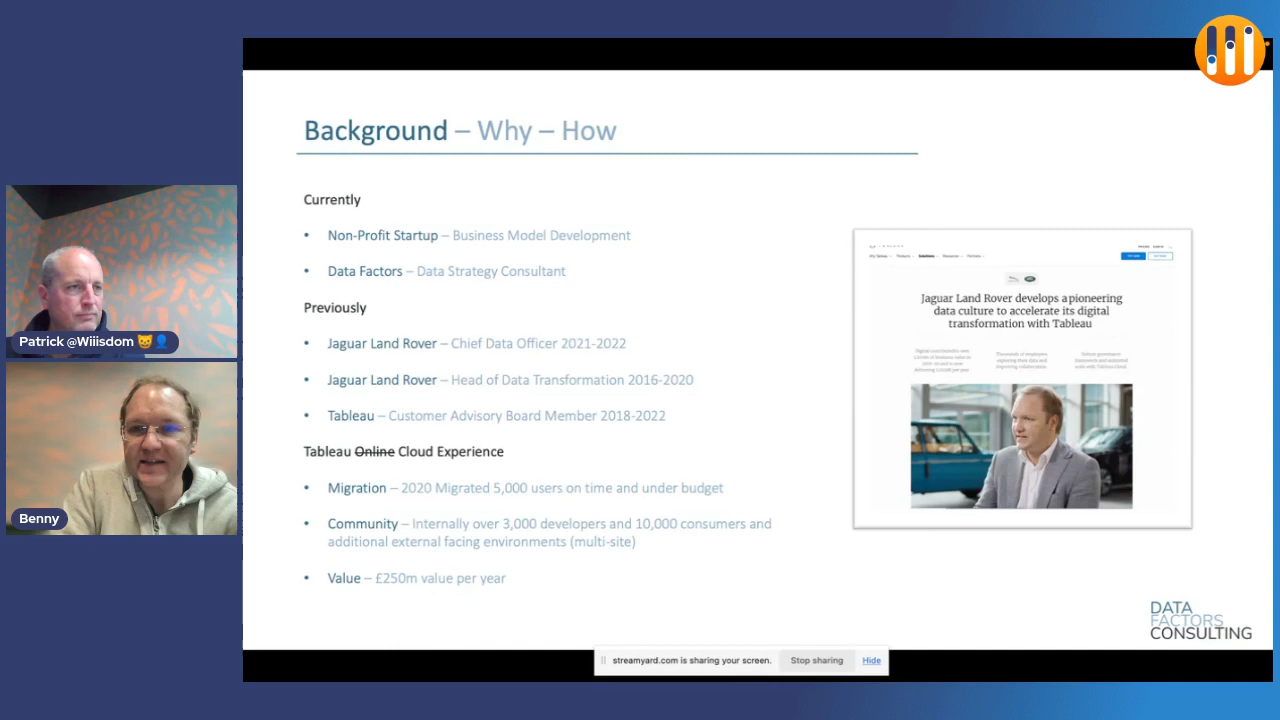 Background – Why – How
Currently
• Non-Profit Startup – Business Model Development
• Data Factors – Data Strategy Consultant
Previously
• Jaguar Land Rover – Chief Data Officer 2021-2022
• Jaguar Land Rover – Head of Data Transformation 2016-2020
• Tableau – Customer Advisory Board Member 2018-2022
Tableau Online Cloud Experience
• Migration – 2020 Migrated 5,000 users on time and under budget
• Community – Internally over 3,000 developers and 10,000 consumers and
additional external facing environments (multi-site)
• Value – £250m value per year
Jaguar Land Rover develops a pioneering
data culture to accelerate its digital
transformation with Tableau
Patrick @Wiiisdom
Benny
DATA
FACTORS
CONSULTING
streamyard.com is sharing your screen. Stop sharing Hide